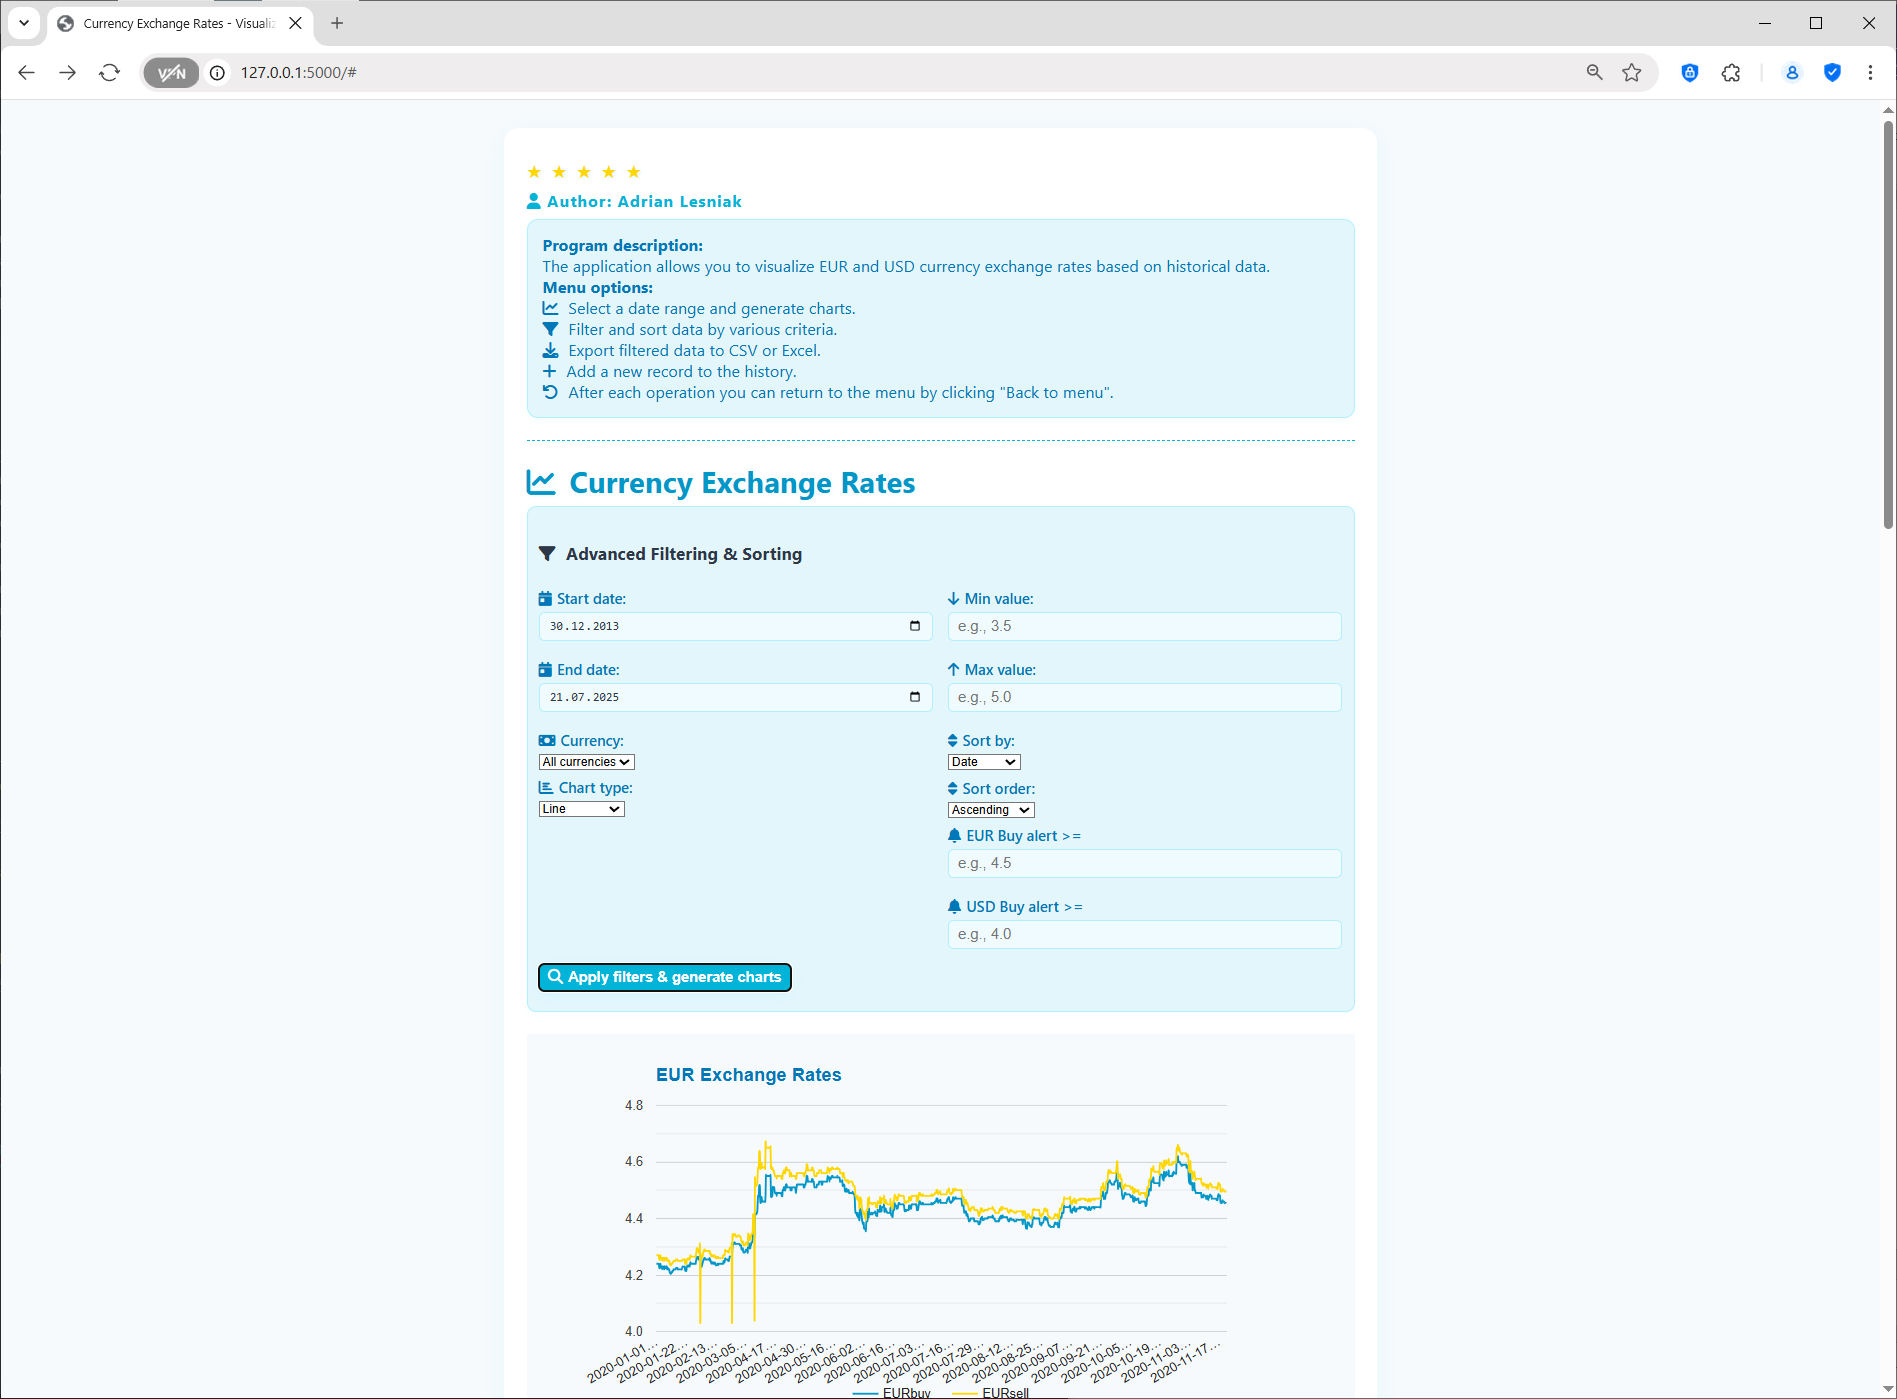 Currency Exchange Rates - Visualiz
VPN
127.0.0.1:5000/#
★ ★ ★ ★ ★
Author: Adrian Lesniak
Program description:
The application allows you to visualize EUR and USD currency exchange rates based on historical data.
Menu options:
Select a date range and generate charts.
Filter and sort data by various criteria.
Export filtered data to CSV or Excel.
Add a new record to the history.
After each operation you can return to the menu by clicking "Back to menu".
Currency Exchange Rates
Advanced Filtering & Sorting
Start date:
30.12.2013
End date:
21.07.2025
Currency:
All currencies
Chart type:
Line
Min value:
e.g., 3.5
Max value:
e.g., 5.0
Sort by:
Date
Sort order:
Ascending
EUR Buy alert >=
e.g., 4.5
USD Buy alert >=
e.g., 4.0
Apply filters & generate charts
EUR Exchange Rates
4.8
4.6
4.4
4.2
4.0
2020-01-01...
2020-01-22...
2020-02-13...
2020-03-05...
2020-04-17...
2020-04-30...
2020-05-16...
2020-06-02...
2020-06-16...
2020-07-03...
2020-07-16...
2020-07-29...
2020-08-12...
2020-08-25...
2020-09-07...
2020-09-21...
2020-10-05...
2020-10-19...
2020-11-03...
2020-11-17...
EURbuy
EURsell